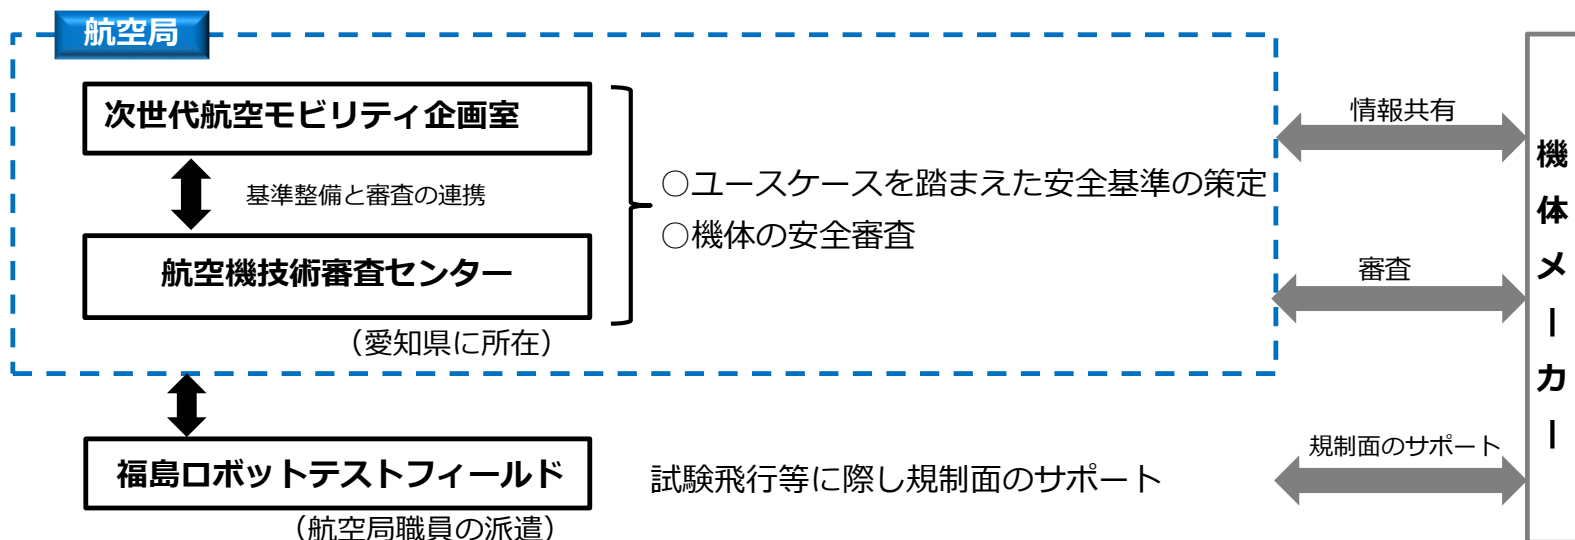 航空局
次世代航空モビリティ企画室
基準整備と審査の連携
航空機技術審査センター
（愛知県に所在）
○ユースケースを踏まえた安全基準の策定
○機体の安全審査
情報共有
審査
機体メーカー
福島ロボットテストフィールド
（航空局職員の派遣）
試験飛行等に際し規制面のサポート
規制面のサポート